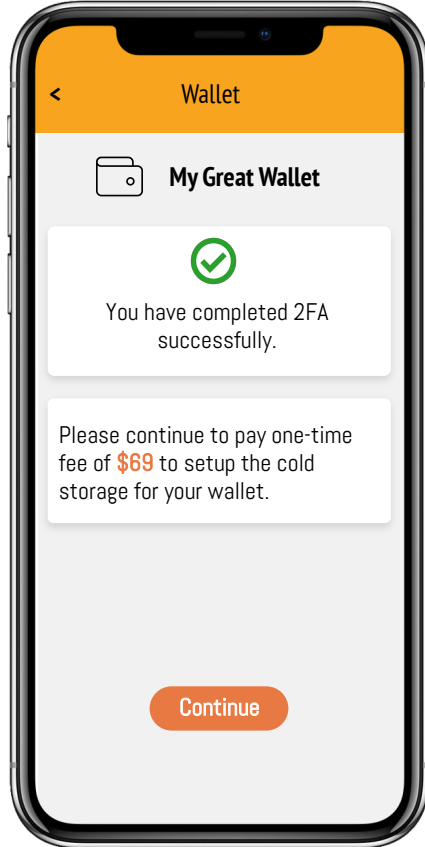 < Wallet
My Great Wallet
You have completed 2FA
successfully.
Please continue to pay one-time
fee of $69 to setup the cold
storage for your wallet.
Continue